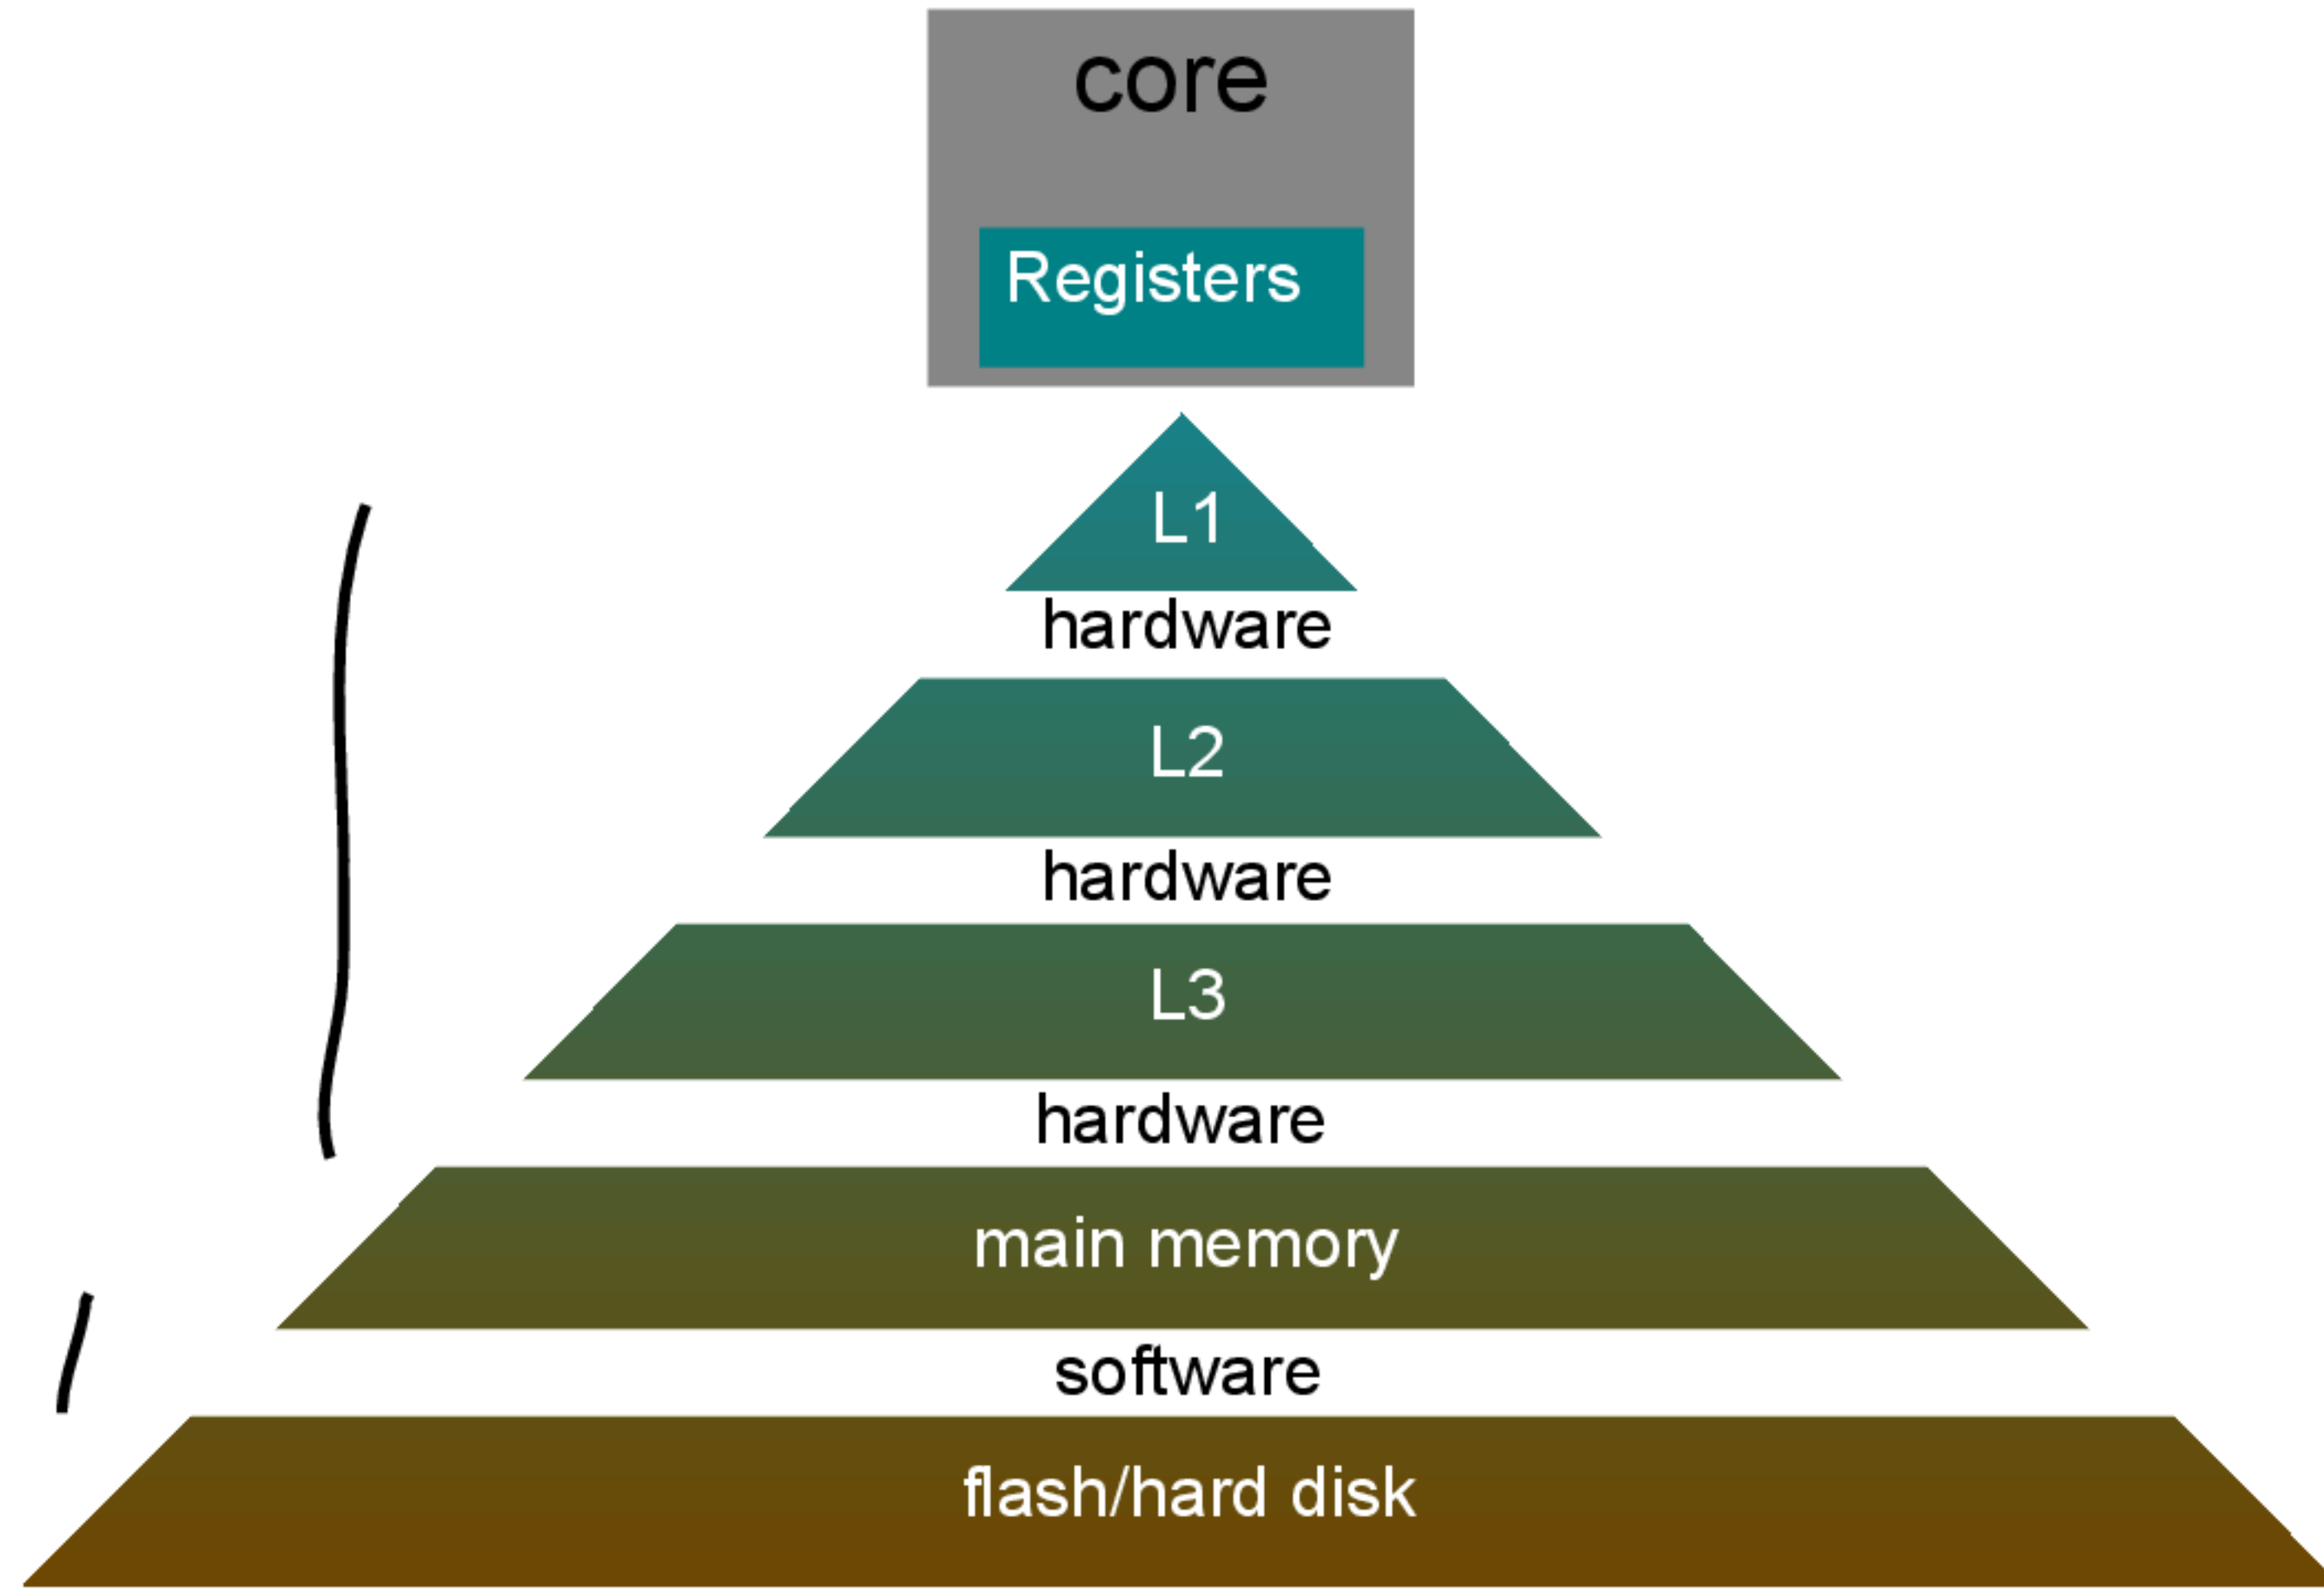 core
Registers
L1
hardware
L2
hardware
L3
hardware
main memory
software
flash/hard disk